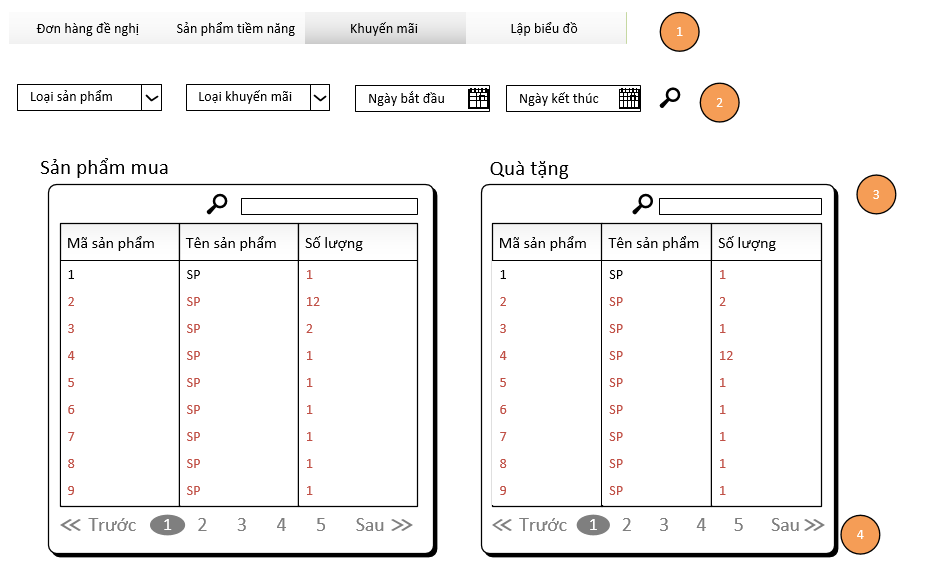 Đơn hàng đề nghị Sản phẩm tiềm năng Khuyến mãi Lập biểu đồ 1
Loại sản phẩm Loại khuyến mãi Ngày bắt đầu Ngày kết thúc 2
Sản phẩm mua
Mã sản phẩm Tên sản phẩm Số lượng
1 SP 1
2 SP 12
3 SP 2
4 SP 1
5 SP 1
6 SP 1
7 SP 1
8 SP 1
9 SP 1
Trước 1 2 3 4 5 Sau
Quà tặng
3
Mã sản phẩm Tên sản phẩm Số lượng
1 SP 1
2 SP 2
3 SP 1
4 SP 12
5 SP 1
6 SP 1
7 SP 1
8 SP 1
9 SP 1
Trước 1 2 3 4 5 Sau
4